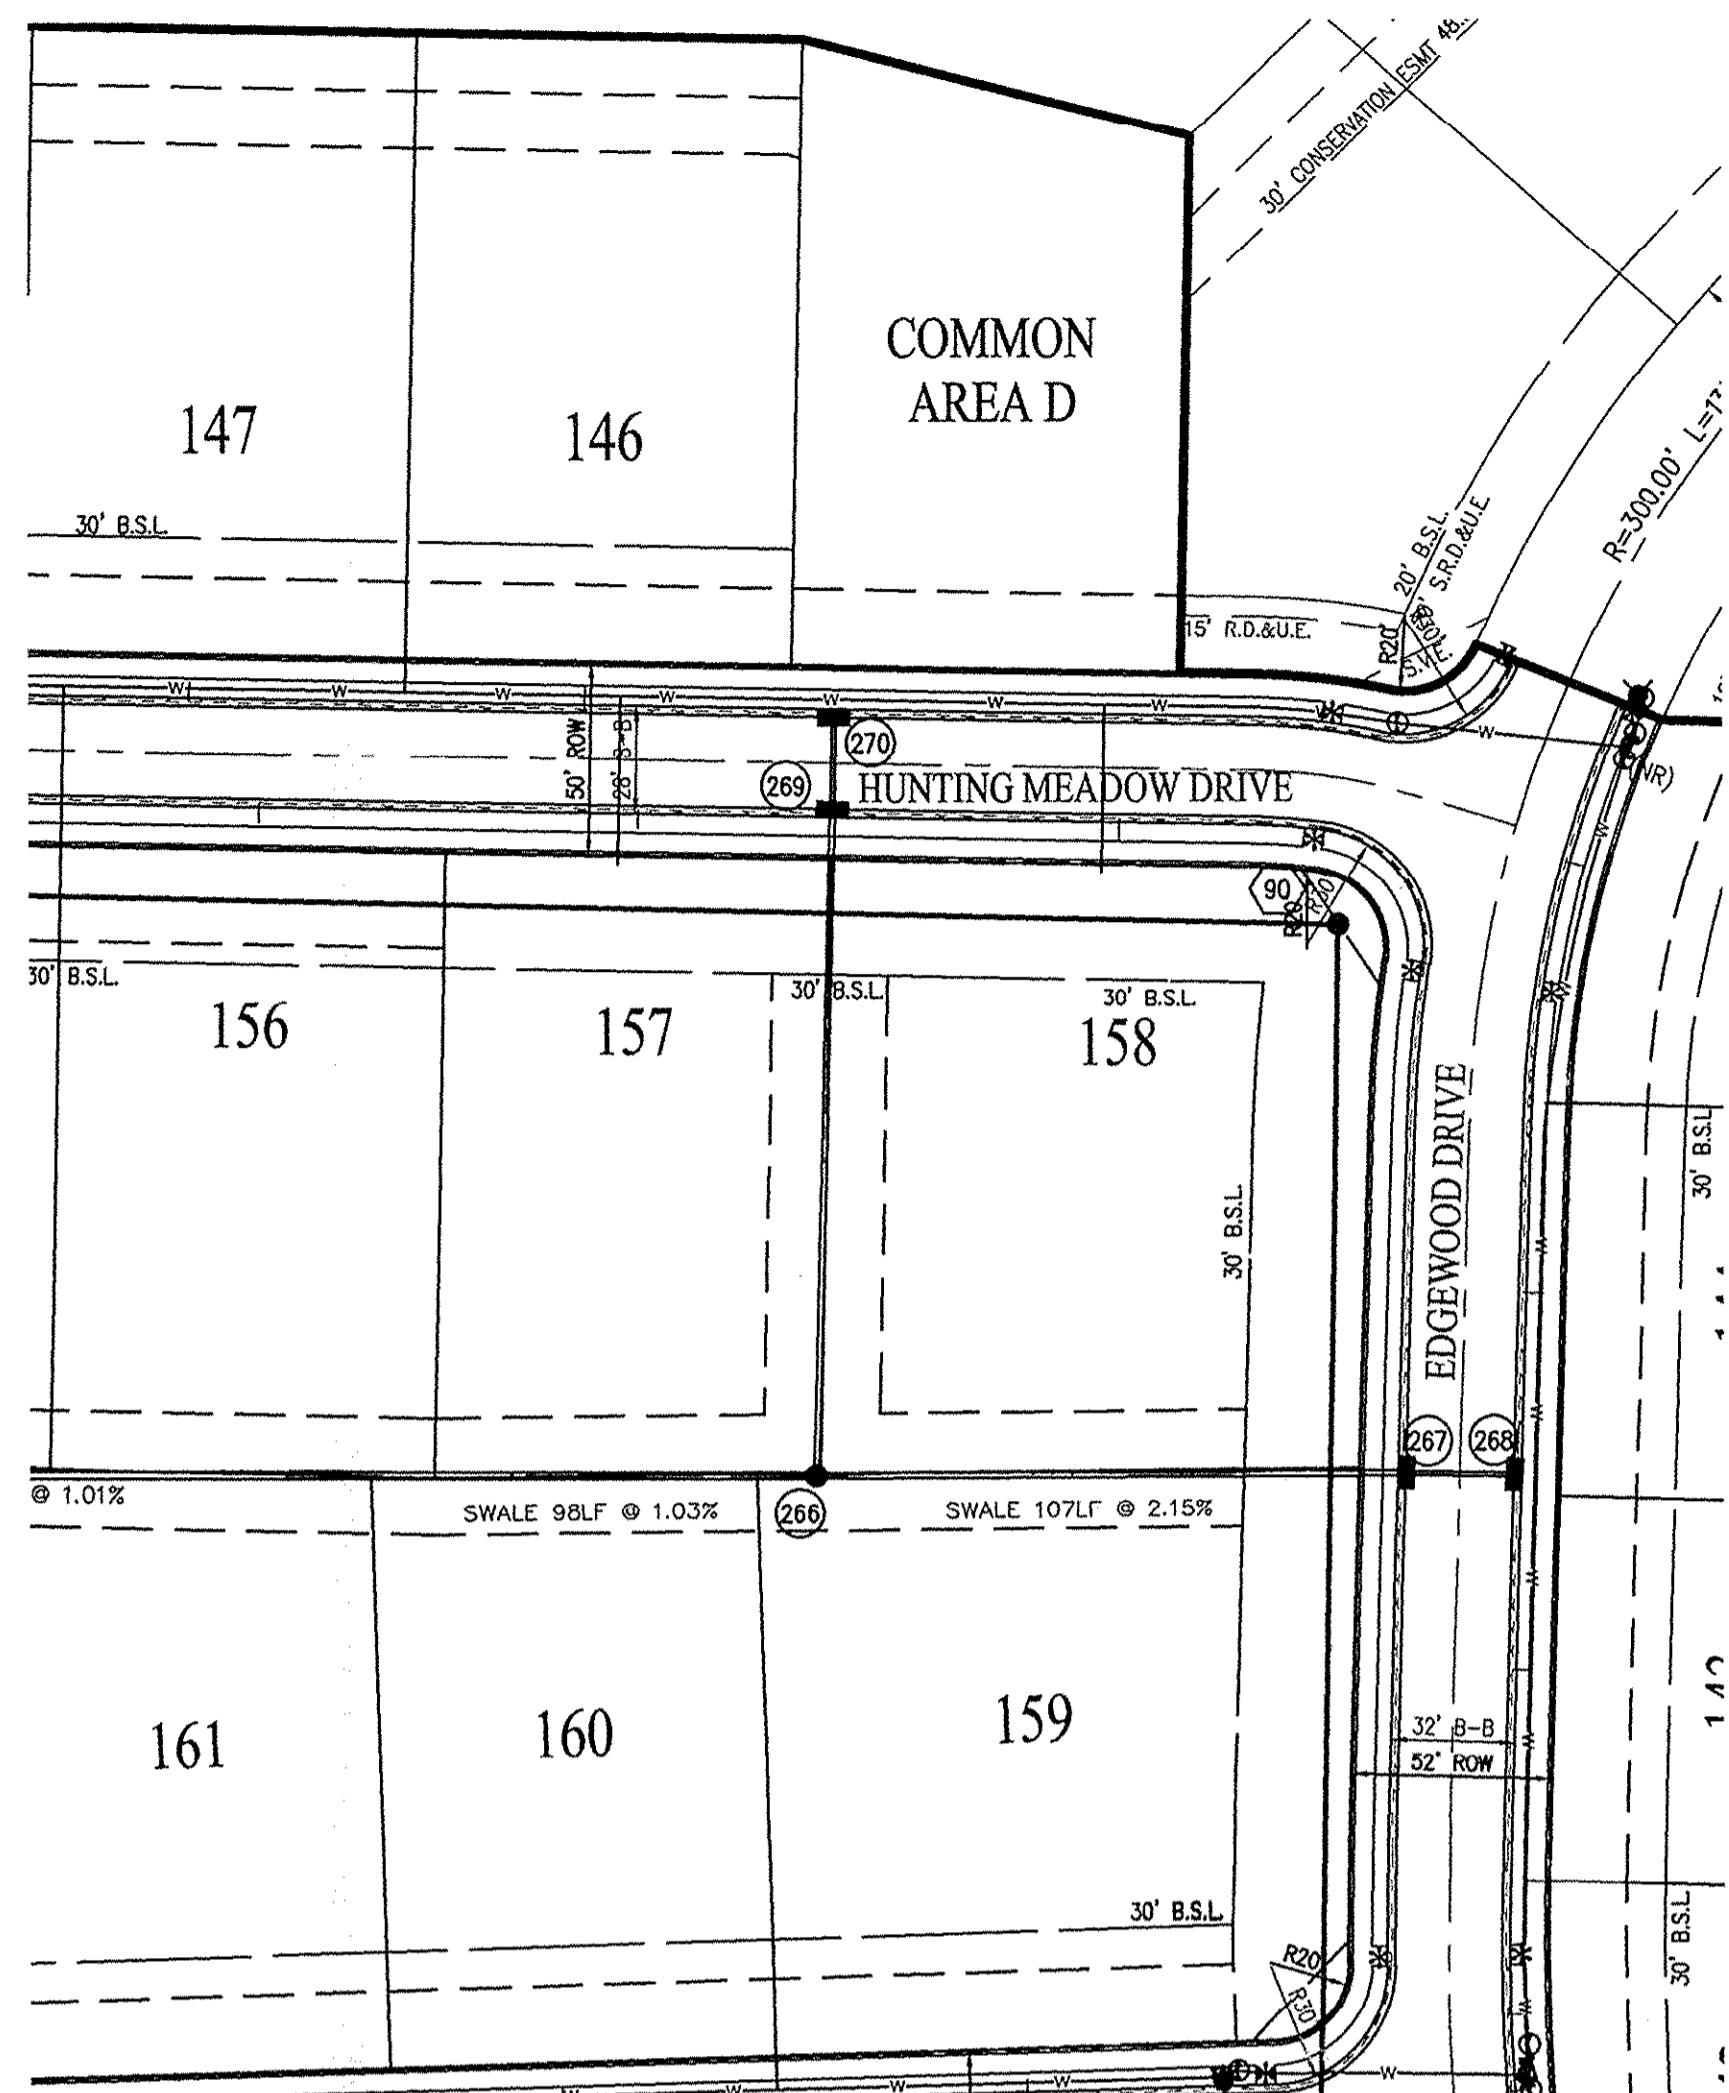 30' CONSERVATION ESMT
COMMON
AREA D
147
146
30' B.S.L.
R=300.00'
20' B.S.L.
S.R.D.&U.E.
R30'
S.W.E.
R20'
15' R.D.&U.E.
W W W W W W W
W
270
269
50' ROW
28' B-B
HUNTING MEADOW DRIVE
(NR)
W
90
R20
30' B.S.L.
30' B.S.L.
30' B.S.L.
156
157
158
EDGEWOOD DRIVE
30' B.S.L.
30' B.S.L.
W
W
267
268
@ 1.01%
SWALE 98LF @ 1.03%
266
SWALE 107LF @ 2.15%
W
161
160
159
32' B-B
52' ROW
W
30' B.S.L.
30' B.S.L.
R20
R30
W
W W W W W